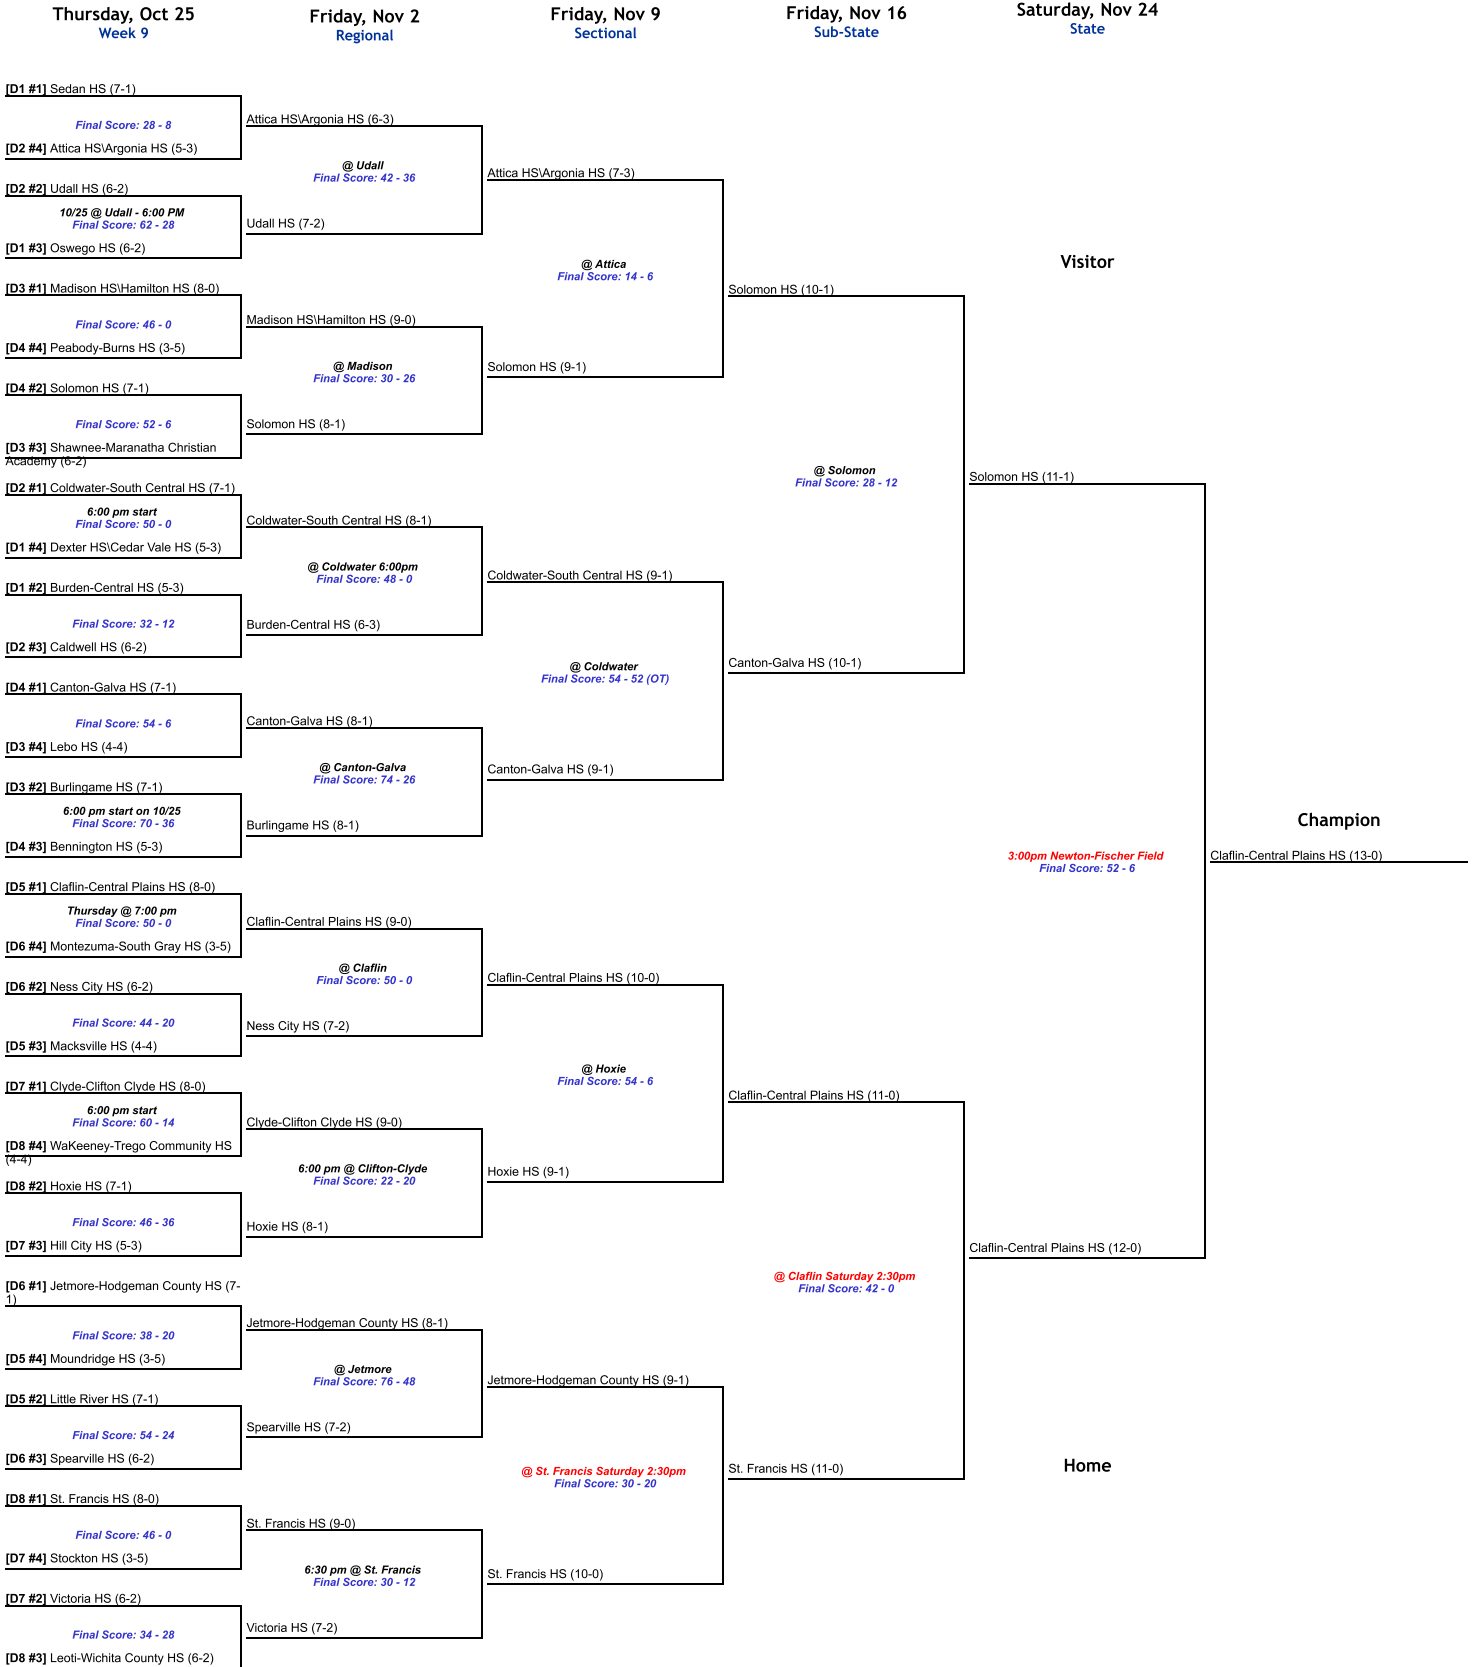 Thursday, Oct 25
Week 9
Friday, Nov 2
Regional
Friday, Nov 9
Sectional
Friday, Nov 16
Sub-State
Saturday, Nov 24
State
[D1 #1] Sedan HS (7-1)
Final Score: 28 - 8
[D2 #4] Attica HS\Argonia HS (5-3)
[D2 #2] Udall HS (6-2)
10/25 @ Udall - 6:00 PM
Final Score: 62 - 28
[D1 #3] Oswego HS (6-2)
[D3 #1] Madison HS\Hamilton HS (8-0)
Final Score: 46 - 0
[D4 #4] Peabody-Burns HS (3-5)
[D4 #2] Solomon HS (7-1)
Final Score: 52 - 6
[D3 #3] Shawnee-Maranatha Christian
Academy (6-2)
[D2 #1] Coldwater-South Central HS (7-1)
6:00 pm start
Final Score: 50 - 0
[D1 #4] Dexter HS\Cedar Vale HS (5-3)
[D1 #2] Burden-Central HS (5-3)
Final Score: 32 - 12
[D2 #3] Caldwell HS (6-2)
[D4 #1] Canton-Galva HS (7-1)
Final Score: 54 - 6
[D3 #4] Lebo HS (4-4)
[D3 #2] Burlingame HS (7-1)
6:00 pm start on 10/25
Final Score: 70 - 36
[D4 #3] Bennington HS (5-3)
[D5 #1] Claflin-Central Plains HS (8-0)
Thursday @ 7:00 pm
Final Score: 50 - 0
[D6 #4] Montezuma-South Gray HS (3-5)
[D6 #2] Ness City HS (6-2)
Final Score: 44 - 20
[D5 #3] Macksville HS (4-4)
[D7 #1] Clyde-Clifton Clyde HS (8-0)
6:00 pm start
Final Score: 60 - 14
[D8 #4] WaKeeney-Trego Community HS
(4-4)
[D8 #2] Hoxie HS (7-1)
Final Score: 46 - 36
[D7 #3] Hill City HS (5-3)
[D6 #1] Jetmore-Hodgeman County HS (7-
1)
Final Score: 38 - 20
[D5 #4] Moundridge HS (3-5)
[D5 #2] Little River HS (7-1)
Final Score: 54 - 24
[D6 #3] Spearville HS (6-2)
[D8 #1] St. Francis HS (8-0)
Final Score: 46 - 0
[D7 #4] Stockton HS (3-5)
[D7 #2] Victoria HS (6-2)
Final Score: 34 - 28
[D8 #3] Leoti-Wichita County HS (6-2)
Attica HS\Argonia HS (6-3)
@ Udall
Final Score: 42 - 36
Udall HS (7-2)
Madison HS\Hamilton HS (9-0)
@ Madison
Final Score: 30 - 26
Solomon HS (8-1)
Coldwater-South Central HS (8-1)
@ Coldwater 6:00pm
Final Score: 48 - 0
Burden-Central HS (6-3)
Canton-Galva HS (8-1)
@ Canton-Galva
Final Score: 74 - 26
Burlingame HS (8-1)
Claflin-Central Plains HS (9-0)
@ Claflin
Final Score: 50 - 0
Ness City HS (7-2)
Clyde-Clifton Clyde HS (9-0)
6:00 pm @ Clifton-Clyde
Final Score: 22 - 20
Hoxie HS (8-1)
Jetmore-Hodgeman County HS (8-1)
@ Jetmore
Final Score: 76 - 48
Spearville HS (7-2)
St. Francis HS (9-0)
6:30 pm @ St. Francis
Final Score: 30 - 12
Victoria HS (7-2)
Attica HS\Argonia HS (7-3)
@ Attica
Final Score: 14 - 6
Solomon HS (9-1)
Coldwater-South Central HS (9-1)
@ Coldwater
Final Score: 54 - 52 (OT)
Canton-Galva HS (9-1)
Claflin-Central Plains HS (10-0)
@ Hoxie
Final Score: 54 - 6
Hoxie HS (9-1)
Jetmore-Hodgeman County HS (9-1)
@ St. Francis Saturday 2:30pm
Final Score: 30 - 20
St. Francis HS (10-0)
Solomon HS (10-1)
@ Solomon
Final Score: 28 - 12
Canton-Galva HS (10-1)
Claflin-Central Plains HS (11-0)
@ Claflin Saturday 2:30pm
Final Score: 42 - 0
St. Francis HS (11-0)
Visitor
Solomon HS (11-1)
3:00pm Newton-Fischer Field
Final Score: 52 - 6
Claflin-Central Plains HS (12-0)
Home
Champion
Claflin-Central Plains HS (13-0)